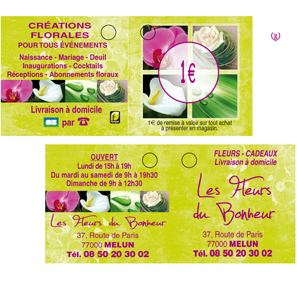 CRÉATIONS
FLORALES
POUR TOUS ÉVÉNEMENTS
Naissance - Mariage - Deuil
Inaugurations - Cocktails
Réceptions - Abonnements floraux
Livraison à domicile
par
1€
1€ de remise à valoir sur tout achat
à présenter en magasin.
OUVERT
Lundi de 15h à 19h
Du mardi au samedi de 9h à 19h30
Dimanche de 9h à 12h30
Les Fleurs du Bonheur
37, Route de Paris
77000 MELUN
Tél. 08 50 20 30 02
FLEURS - CADEAUX
Livraison à domicile
Les Fleurs
du Bonheur
37, Route de Paris
77000 MELUN
Tél. 08 50 20 30 02